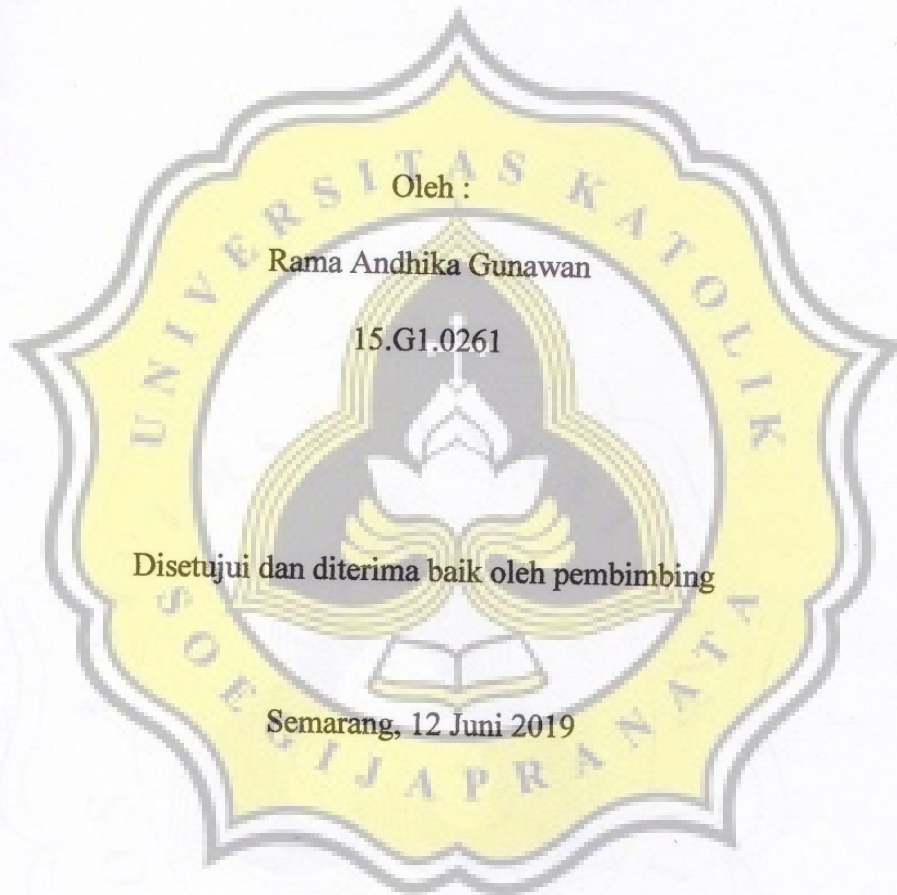 UNIVERSITAS KATOLIK
Oleh :
Rama Andhika Gunawan
15.G1.0261
Disetujui dan diterima baik oleh pembimbing
Semarang, 12 Juni 2019
SOEGIJAPRANATA